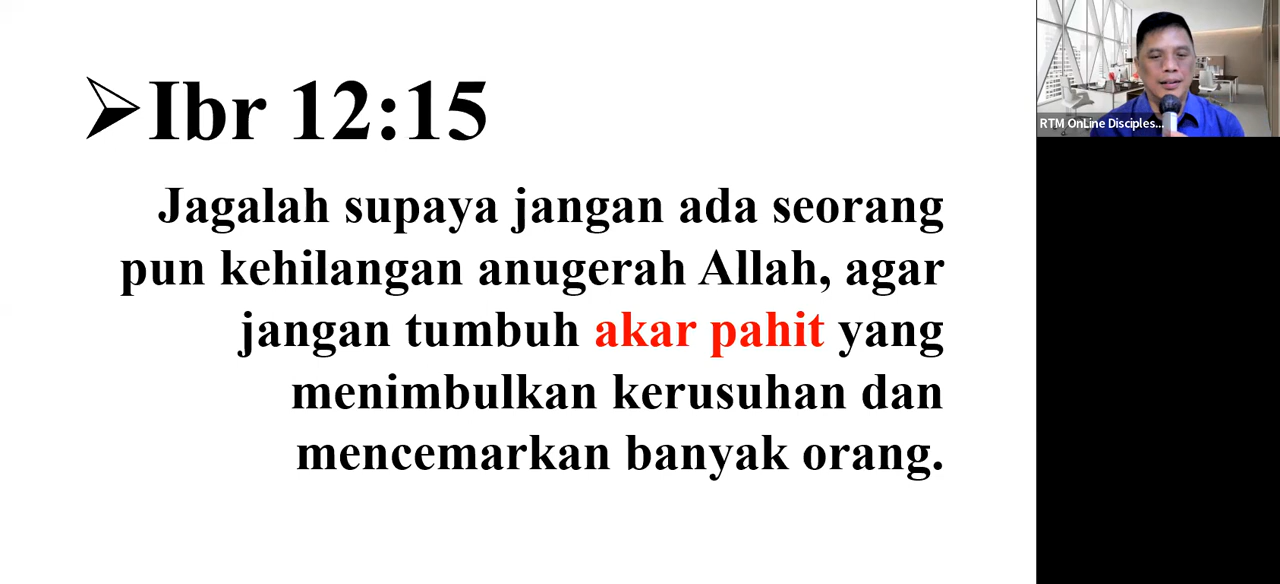 ➢Ibr 12:15
Jagalah supaya jangan ada seorang
pun kehilangan anugerah Allah, agar
jangan tumbuh akar pahit yang
menimbulkan kerusuhan dan
mencemarkan banyak orang.
RTM OnLine Disciples...